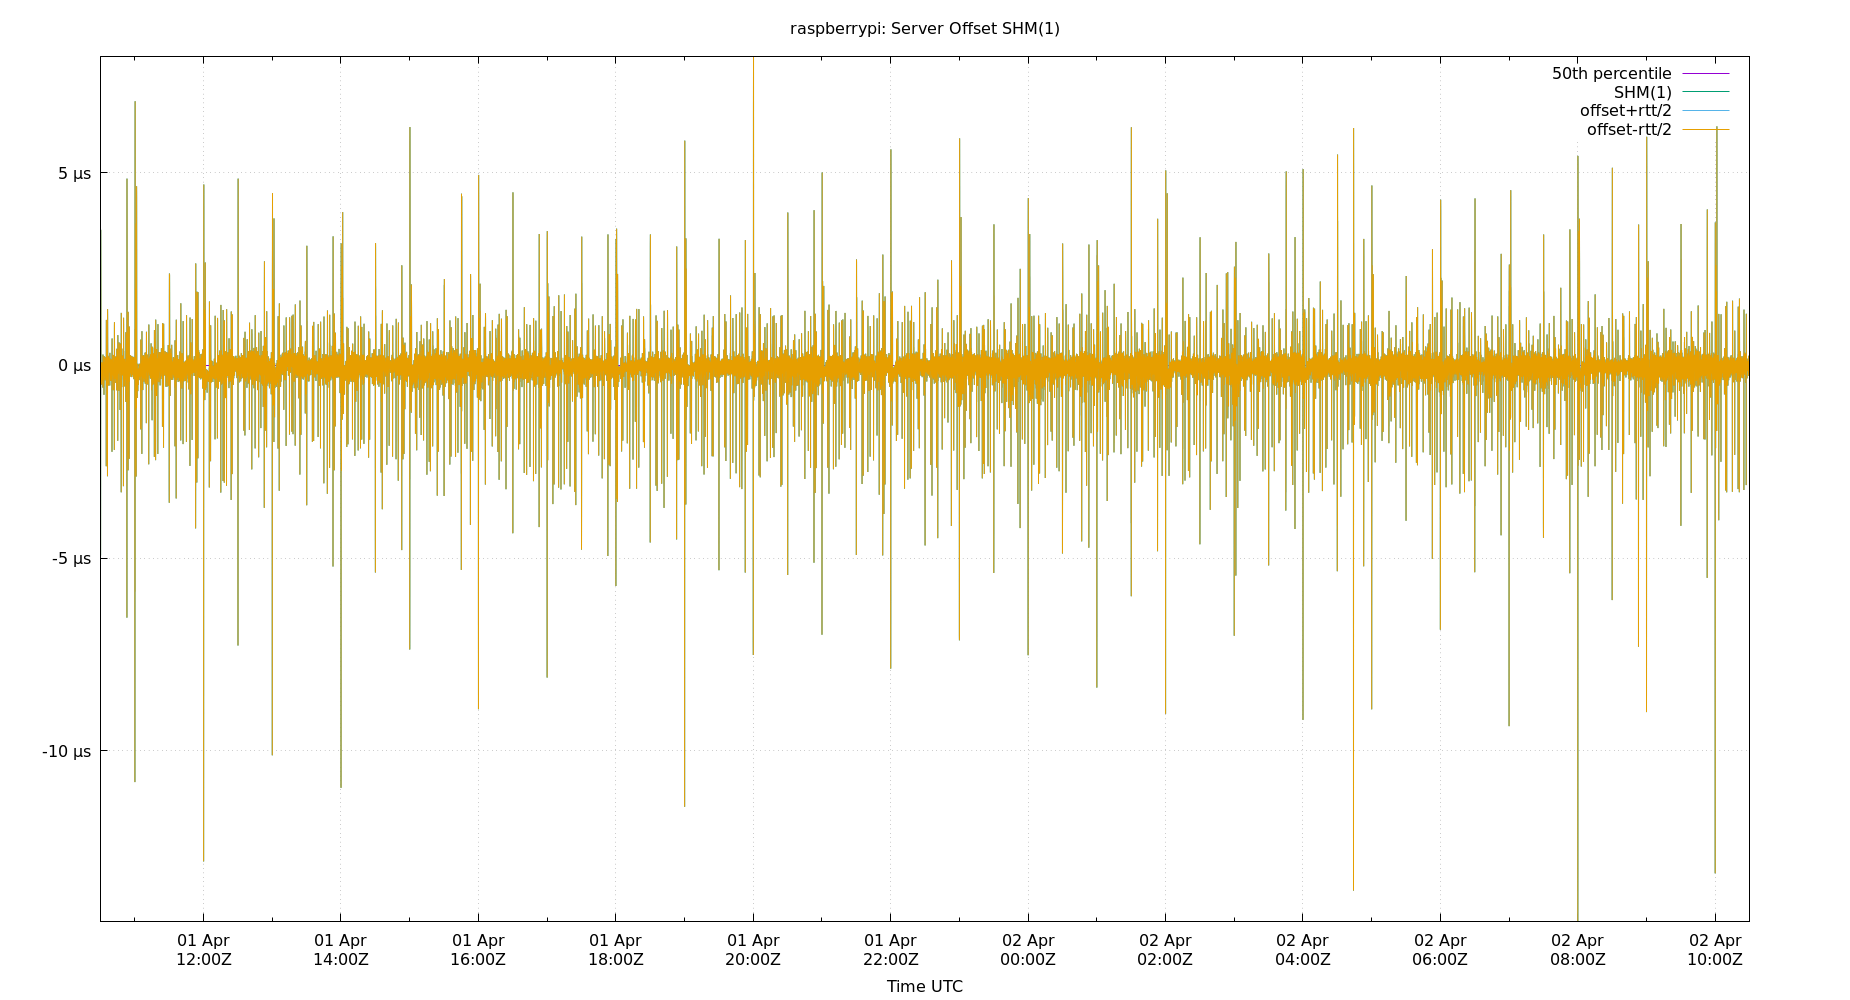 raspberrypi: Server Offset SHM(1)
50th percentile
SHM(1)
offset+rtt/2
offset-rtt/2
5 µs
0 µs
-5 µs
-10 µs
01 Apr 01 Apr 01 Apr 01 Apr 01 Apr 01 Apr 02 Apr 02 Apr 02 Apr 02 Apr 02 Apr 02 Apr
12:00Z 14:00Z 16:00Z 18:00Z 20:00Z 22:00Z 00:00Z 02:00Z 04:00Z 06:00Z 08:00Z 10:00Z
Time UTC